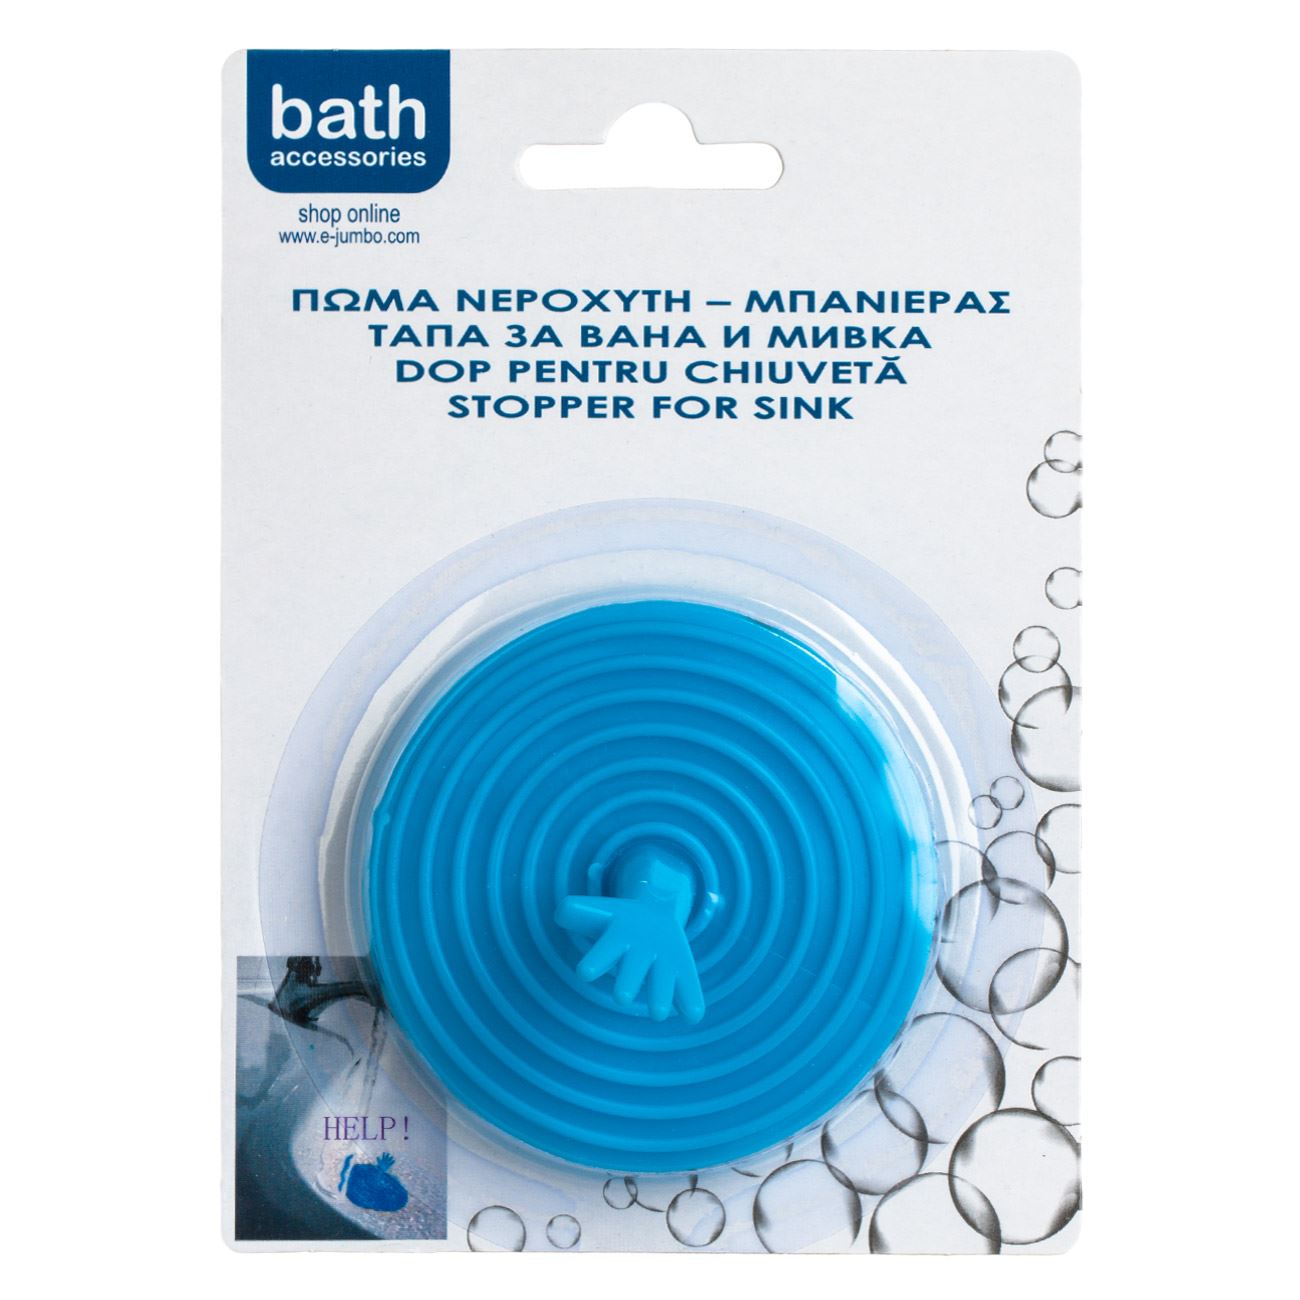 bath
accessories
shop online
www.e-jumbo.com
ΠΩΜΑ ΝΕΡΟΧΥΤΗ – ΜΠΑΝΙΕΡΑΣ
ТАПА ЗА ВАНА И МИВКА
DOP PENTRU CHIUVETĂ
STOPPER FOR SINK
HELP!